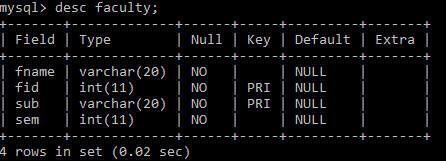 mysql> desc faculty;
+-------+-------------+------+-----+---------+-------+
| Field | Type        | Null | Key | Default | Extra |
+-------+-------------+------+-----+---------+-------+
| fname | varchar(20) | NO   |     | NULL    |       |
| fid   | int(11)     | NO   | PRI | NULL    |       |
| sub   | varchar(20) | NO   | PRI | NULL    |       |
| sem   | int(11)     | NO   |     | NULL    |       |
+-------+-------------+------+-----+---------+-------+
4 rows in set (0.02 sec)